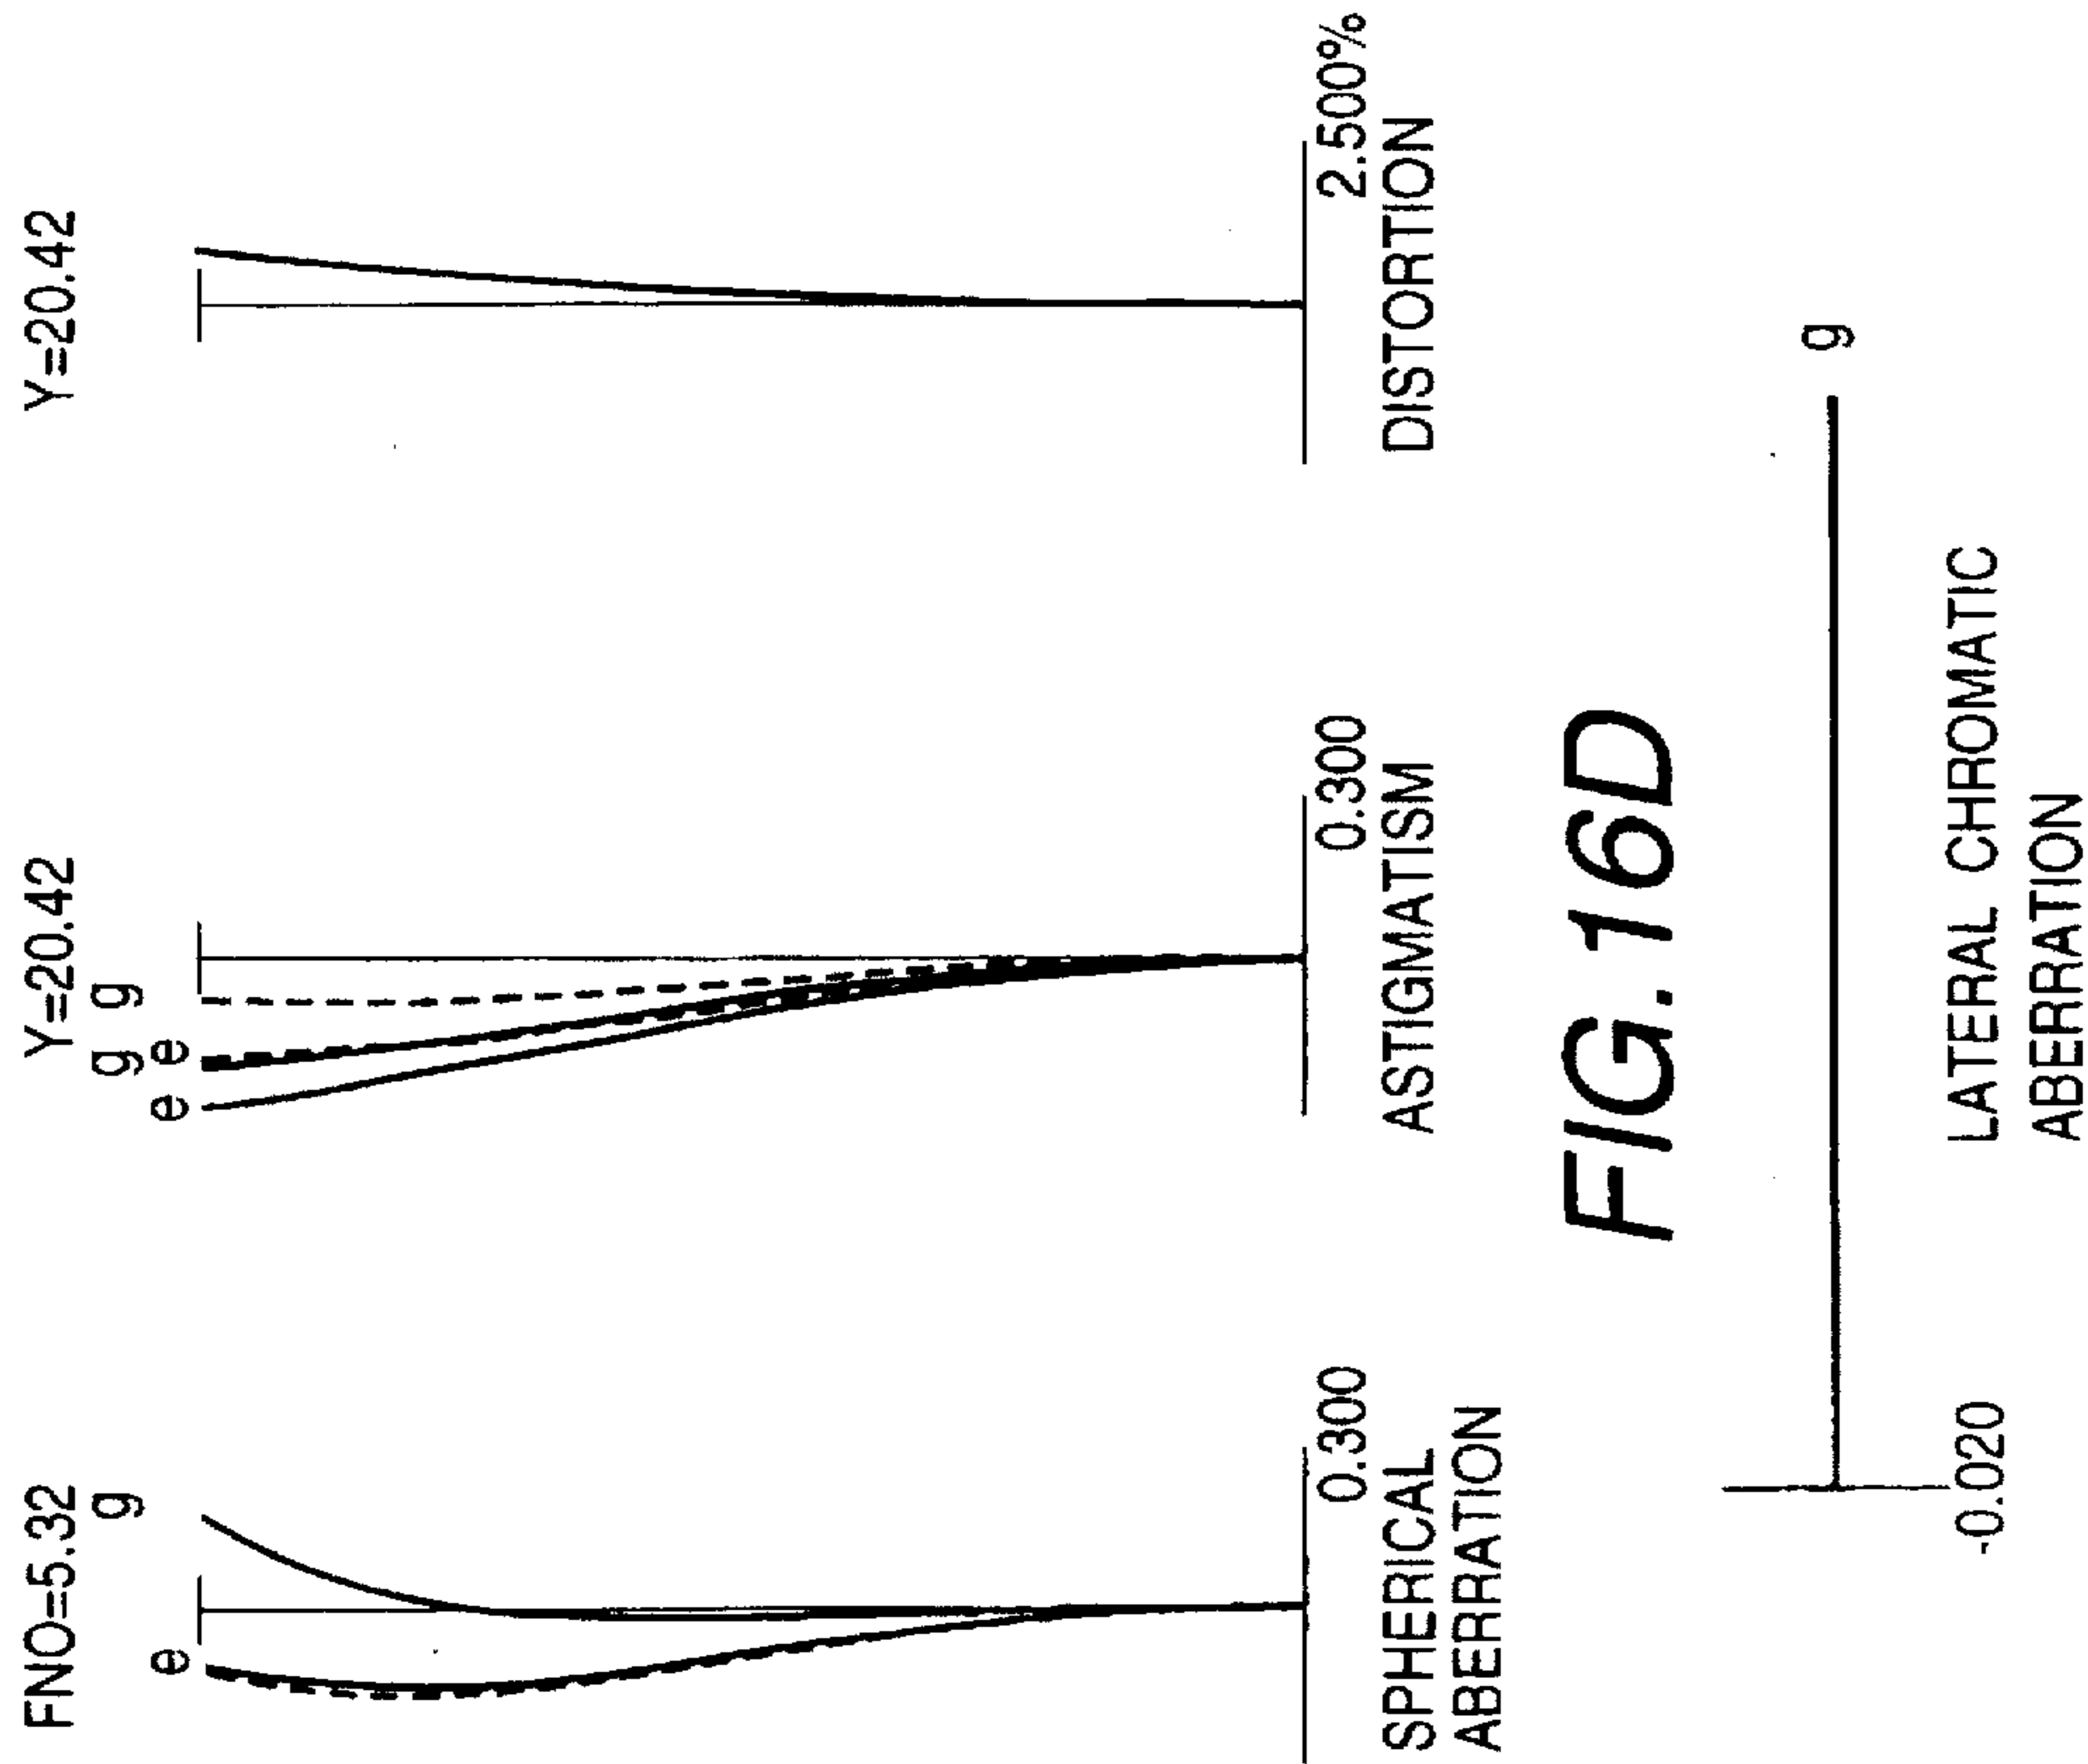 FNO=5.32
g
e
0.300
SPHERICAL
ABERRATION
Y=20.42
g g
e e
0.300
ASTIGMATISM
Y=20.42
2.500%
DISTORTION
FIG. 16D
g
-0.020
LATERAL CHROMATIC
ABERRATION